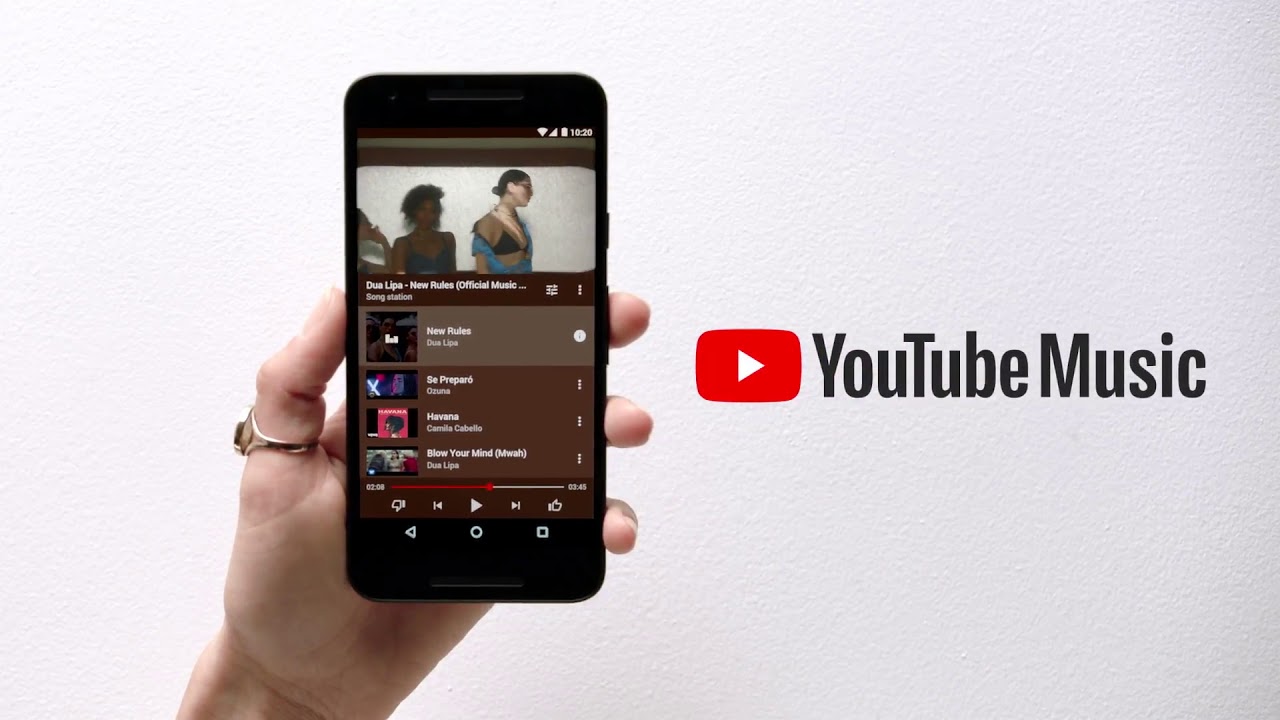 10:20
Dua Lipa - New Rules (Official Music ...
Song station
New Rules
Dua Lipa
Se Preparó
Ozuna
HAVANA
Havana
Camila Cabello
Blow Your Mind (Mwah)
Dua Lipa
02:08
03:45
YouTube Music